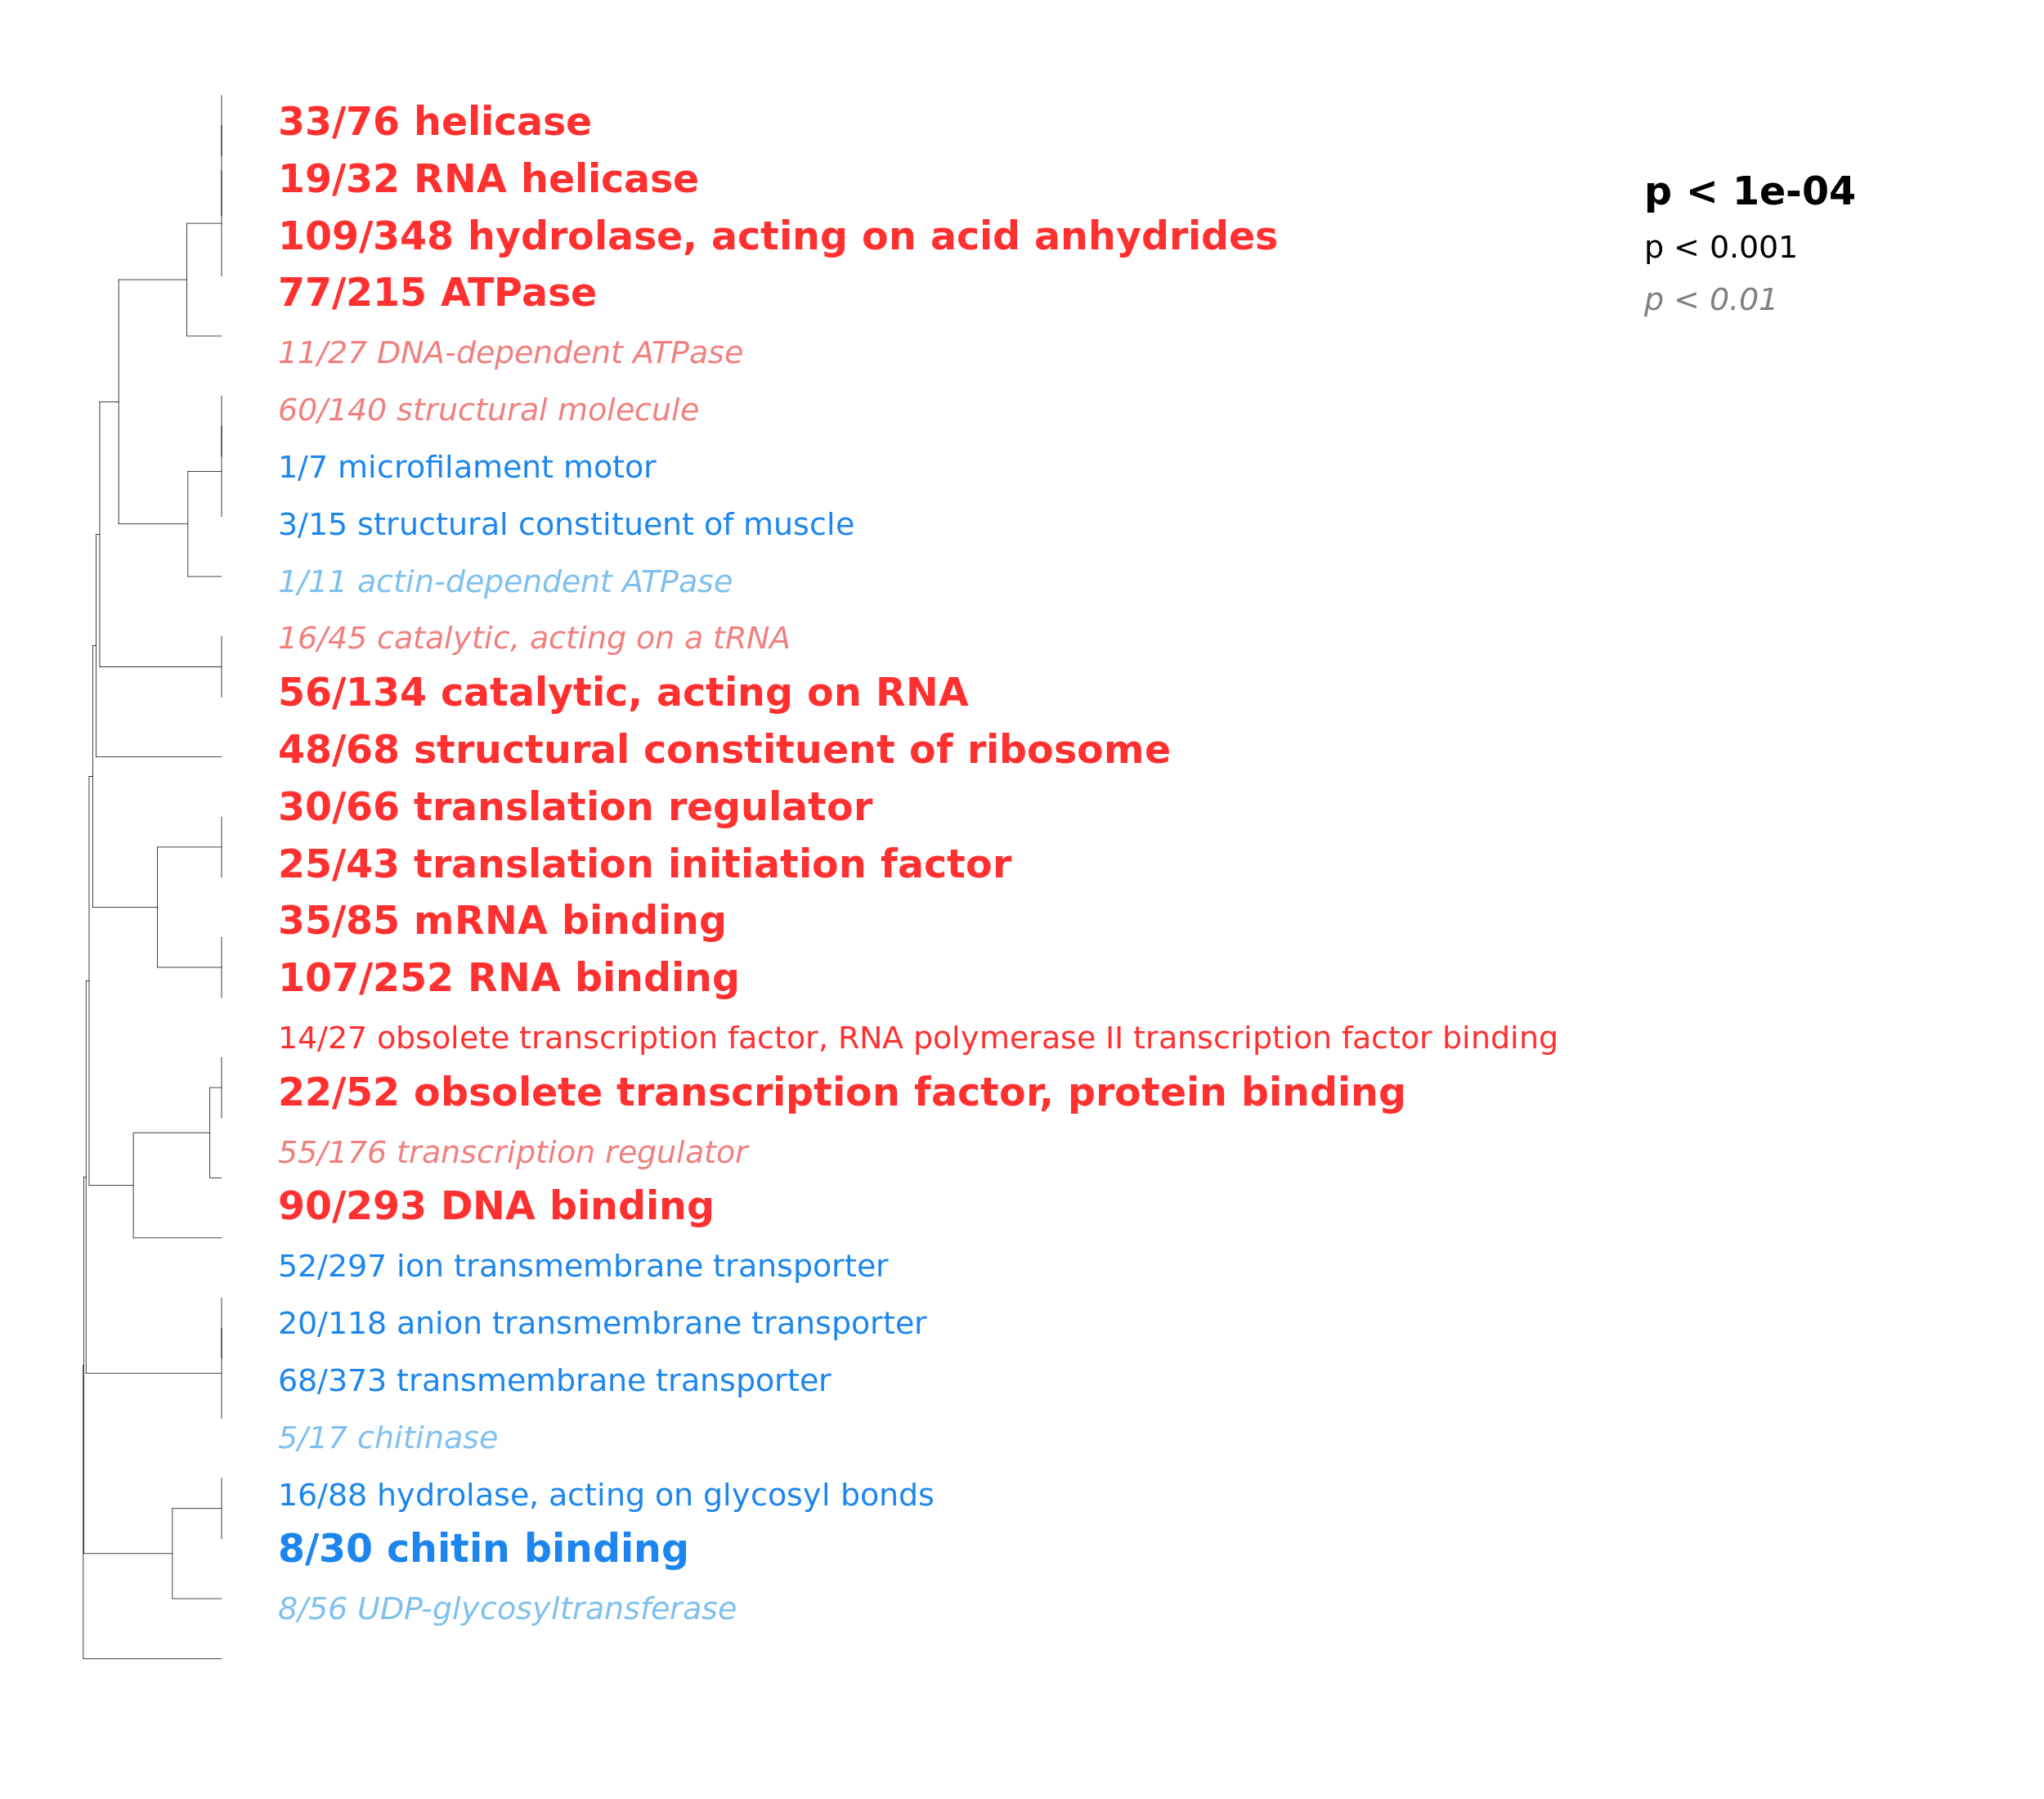 33/76 helicase
19/32 RNA helicase
109/348 hydrolase, acting on acid anhydrides
77/215 ATPase
11/27 DNA-dependent ATPase
60/140 structural molecule
1/7 microfilament motor
3/15 structural constituent of muscle
1/11 actin-dependent ATPase
16/45 catalytic, acting on a tRNA
56/134 catalytic, acting on RNA
48/68 structural constituent of ribosome
30/66 translation regulator
25/43 translation initiation factor
35/85 mRNA binding
107/252 RNA binding
14/27 obsolete transcription factor, RNA polymerase II transcription factor binding
22/52 obsolete transcription factor, protein binding
55/176 transcription regulator
90/293 DNA binding
52/297 ion transmembrane transporter
20/118 anion transmembrane transporter
68/373 transmembrane transporter
5/17 chitinase
16/88 hydrolase, acting on glycosyl bonds
8/30 chitin binding
8/56 UDP-glycosyltransferase
p < 1e-04
p < 0.001
p < 0.01